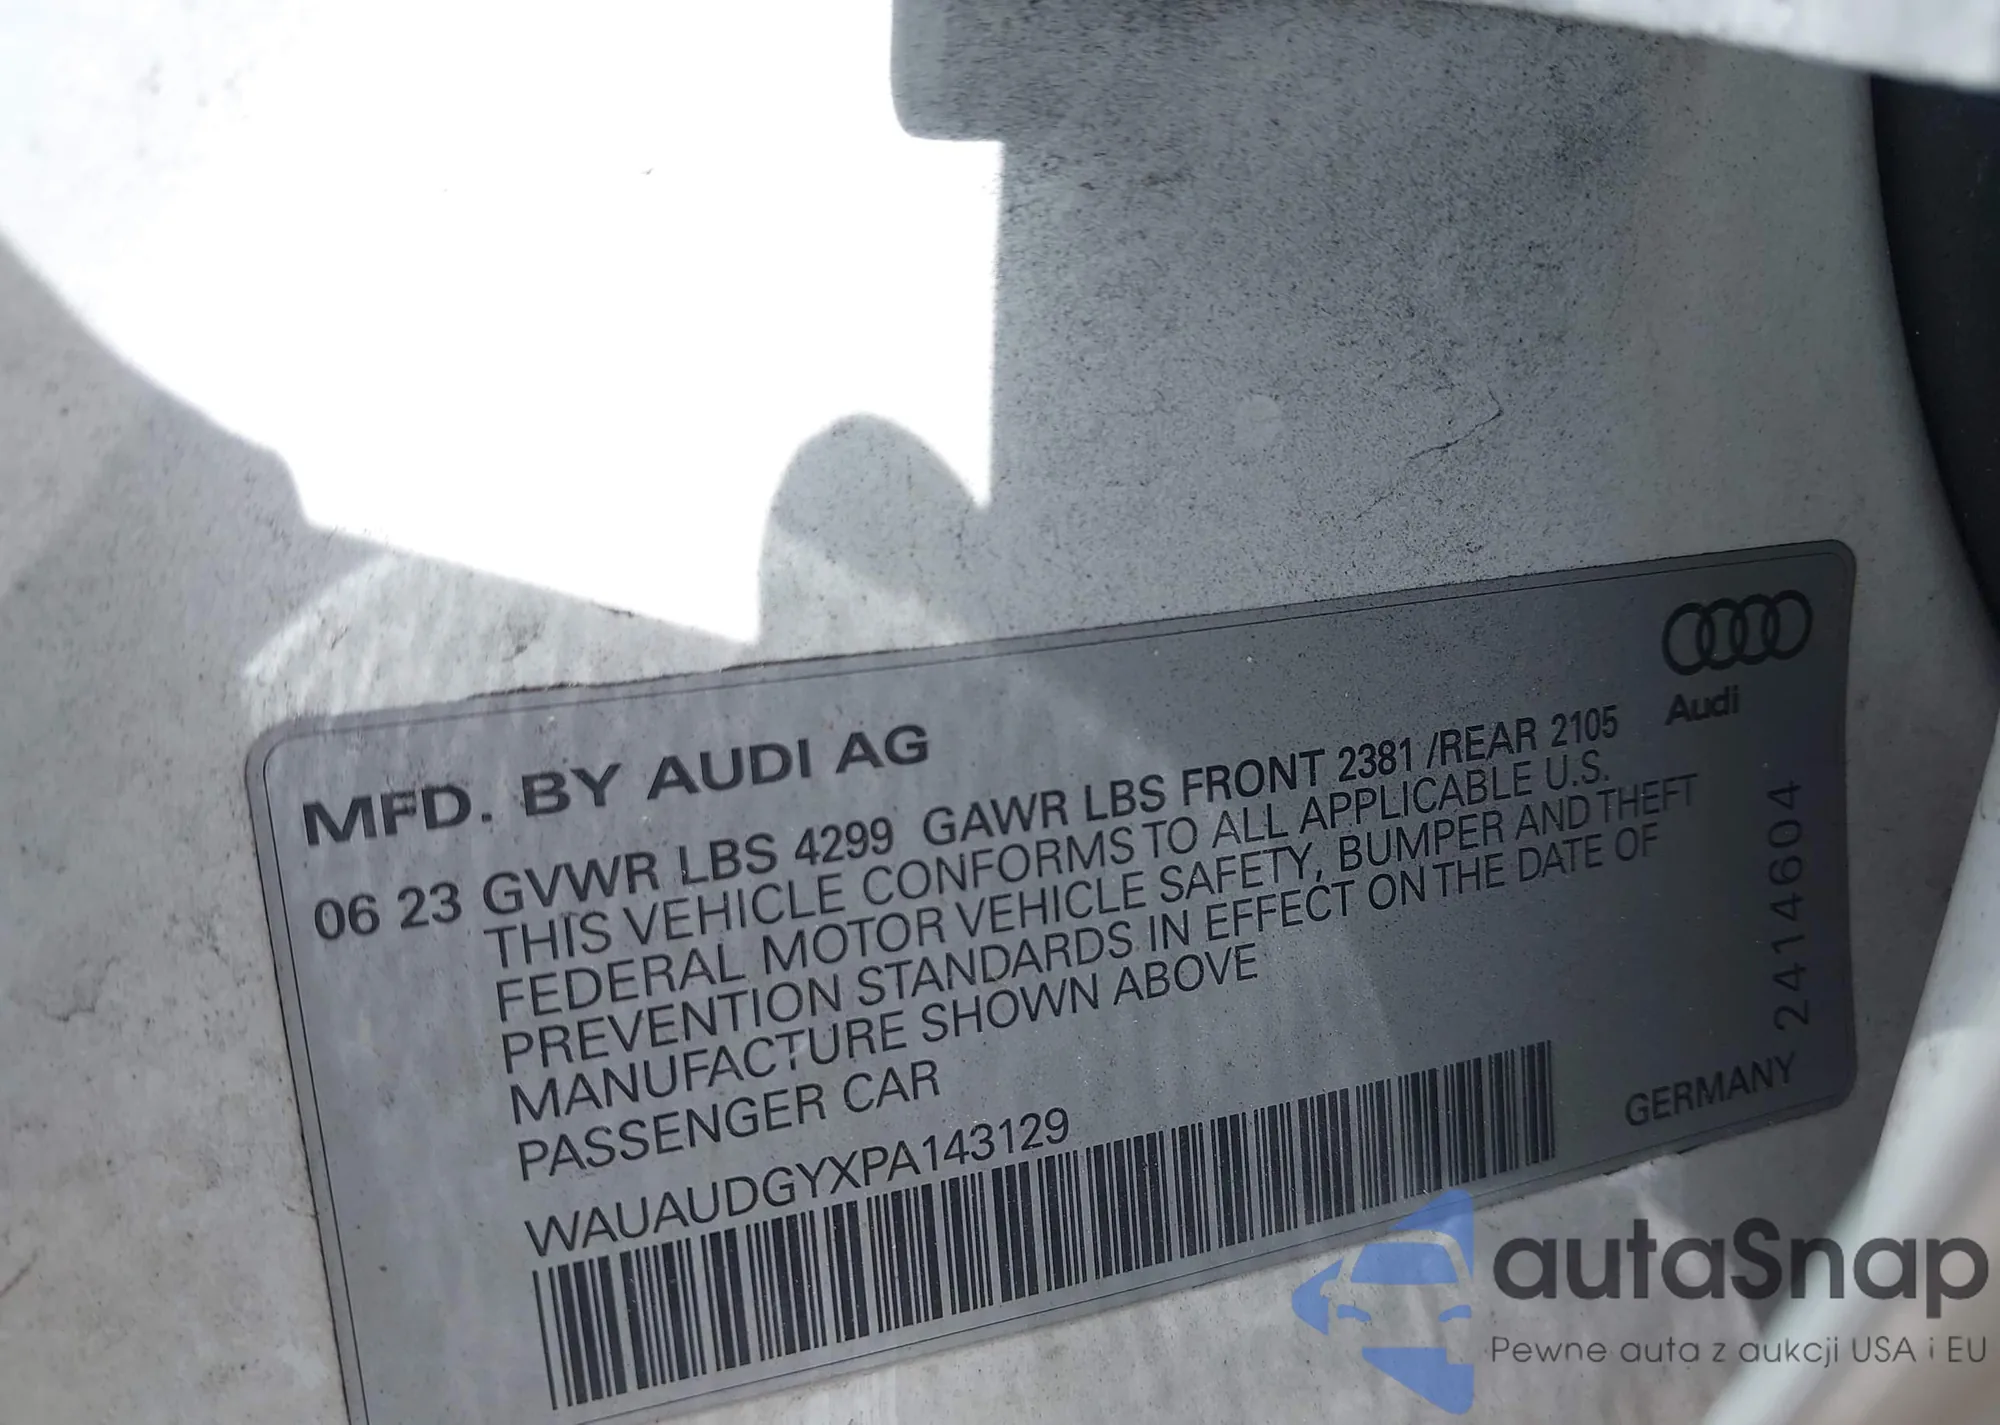 Audi
MFD. BY AUDI AG
06 23 GVWR LBS 4299 GAWR LBS FRONT 2381 /REAR 2105
THIS VEHICLE CONFORMS TO ALL APPLICABLE U.S.
FEDERAL MOTOR VEHICLE SAFETY, BUMPER AND THEFT
PREVENTION STANDARDS IN EFFECT ON THE DATE OF
MANUFACTURE SHOWN ABOVE
PASSENGER CAR
WAUAUDGYXPA143129
GERMANY
2414604
autaSnap
Pewne auta z aukcji USA i EU